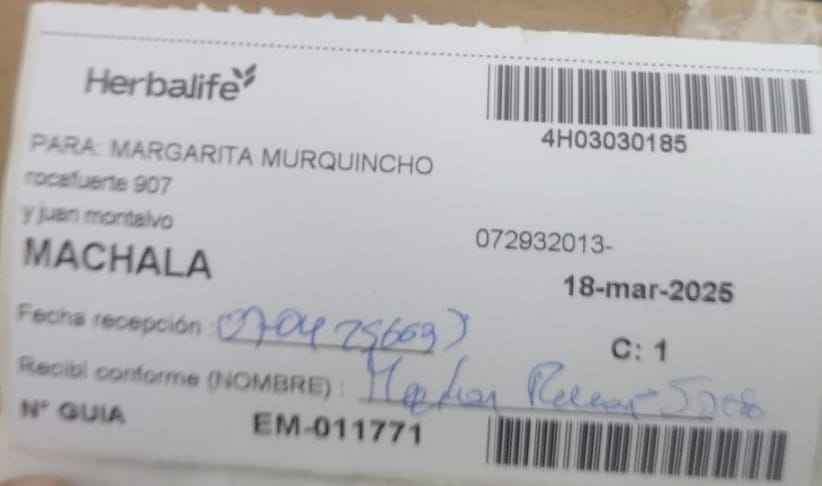 Herbalife
4H03030185
PARA: MARGARITA MURQUINCHO
rocafuerte 907
y juan montalvo
072932013-
MACHALA
18-mar-2025
Fecha recepción :
C: 1
Recibí conforme (NOMBRE) :
N° GUIA
EM-011771